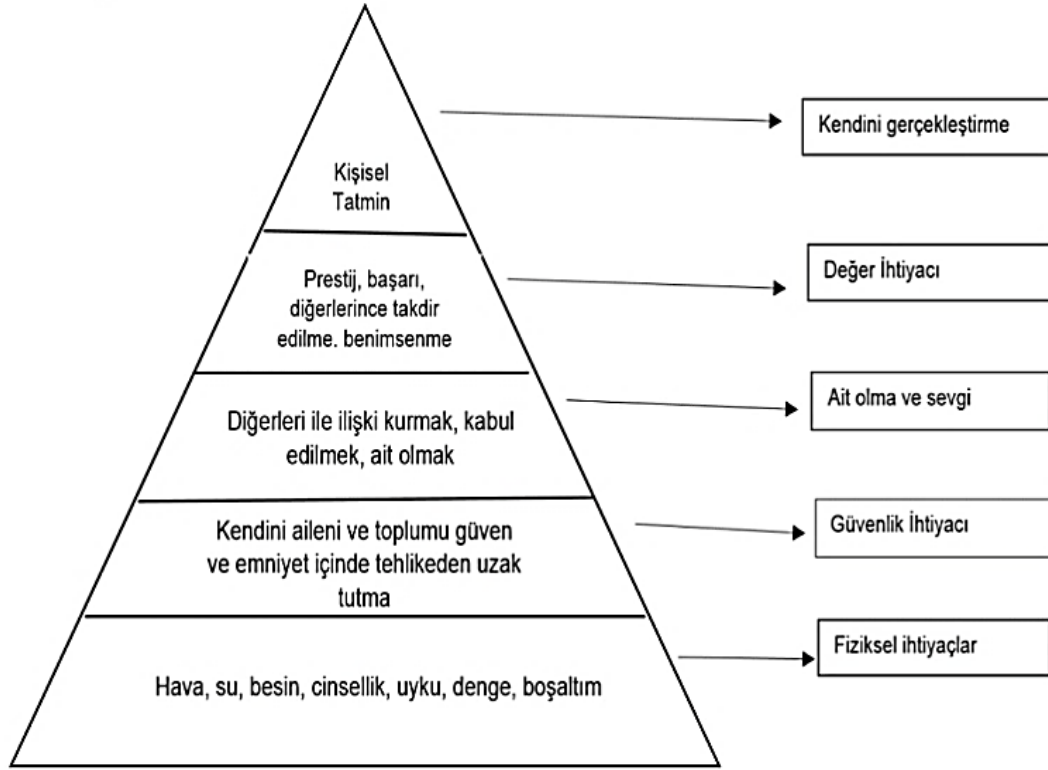 Kendini gerçekleştirme
Kişisel
Tatmin
Değer İhtiyacı
Prestij, başarı,
diğerlerince takdir
edilme. benimsenme
Ait olma ve sevgi
Diğerleri ile ilişki kurmak, kabul
edilmek, ait olmak
Güvenlik İhtiyacı
Kendini aileni ve toplumu güven
ve emniyet içinde tehlikeden uzak
tutma
Fiziksel ihtiyaçlar
Hava, su, besin, cinsellik, uyku, denge, boşaltım